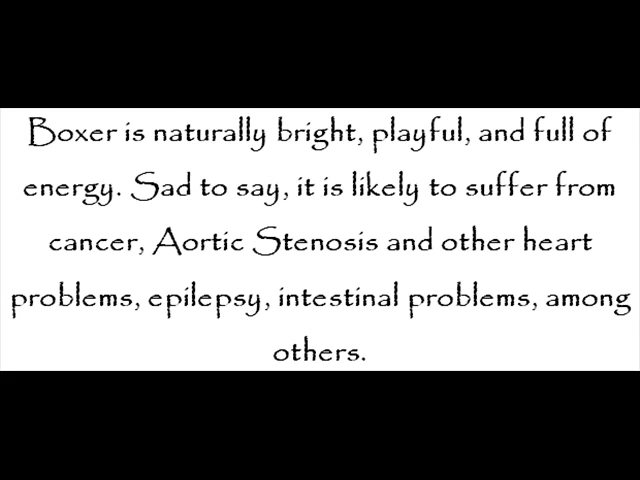 Boxer is naturally bright, playful, and full of
energy. Sad to say, it is likely to suffer from
cancer, Aortic Stenosis and other heart
problems, epilepsy, intestinal problems, among
others.